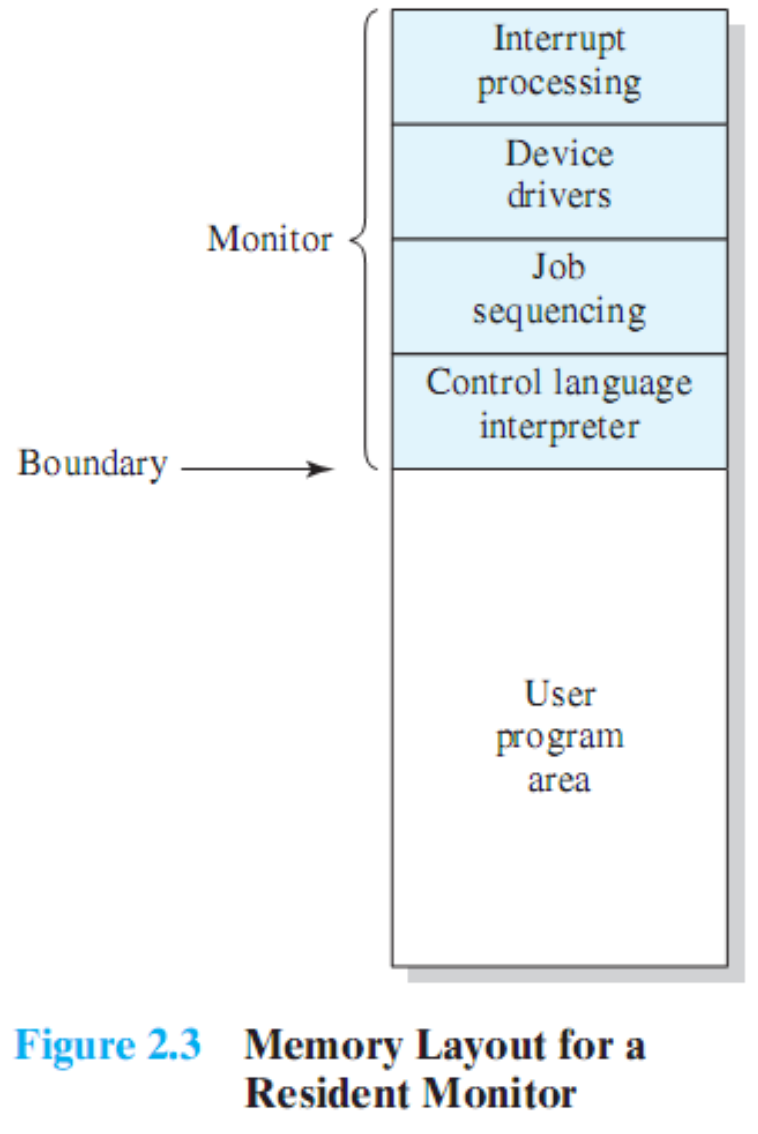 Interrupt
processing
Device
drivers
Monitor
Job
sequencing
Control language
interpreter
Boundary
User
program
area
Figure 2.3 Memory Layout for a
Resident Monitor